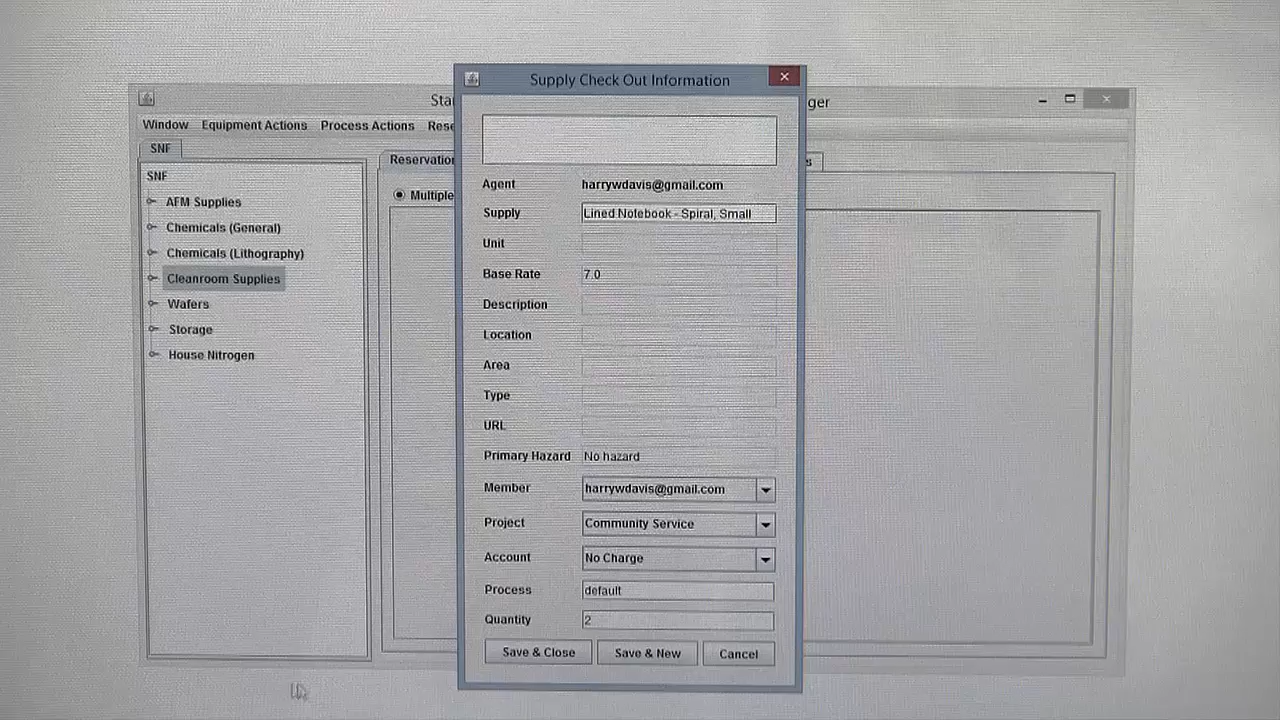 Supply Check Out Information
Sta
ger
Window Equipment Actions Process Actions Rese
SNF
SNF
AFM Supplies
Chemicals (General)
Chemicals (Lithography)
Cleanroom Supplies
Wafers
Storage
House Nitrogen
Reservation
s
Multiple
Agent harrywdavis@gmail.com
Supply Lined Notebook - Spiral, Small
Unit
Base Rate 7.0
Description
Location
Area
Type
URL
Primary Hazard No hazard
Member harrywdavis@gmail.com
Project Community Service
Account No Charge
Process default
Quantity 2
Save & Close Save & New Cancel